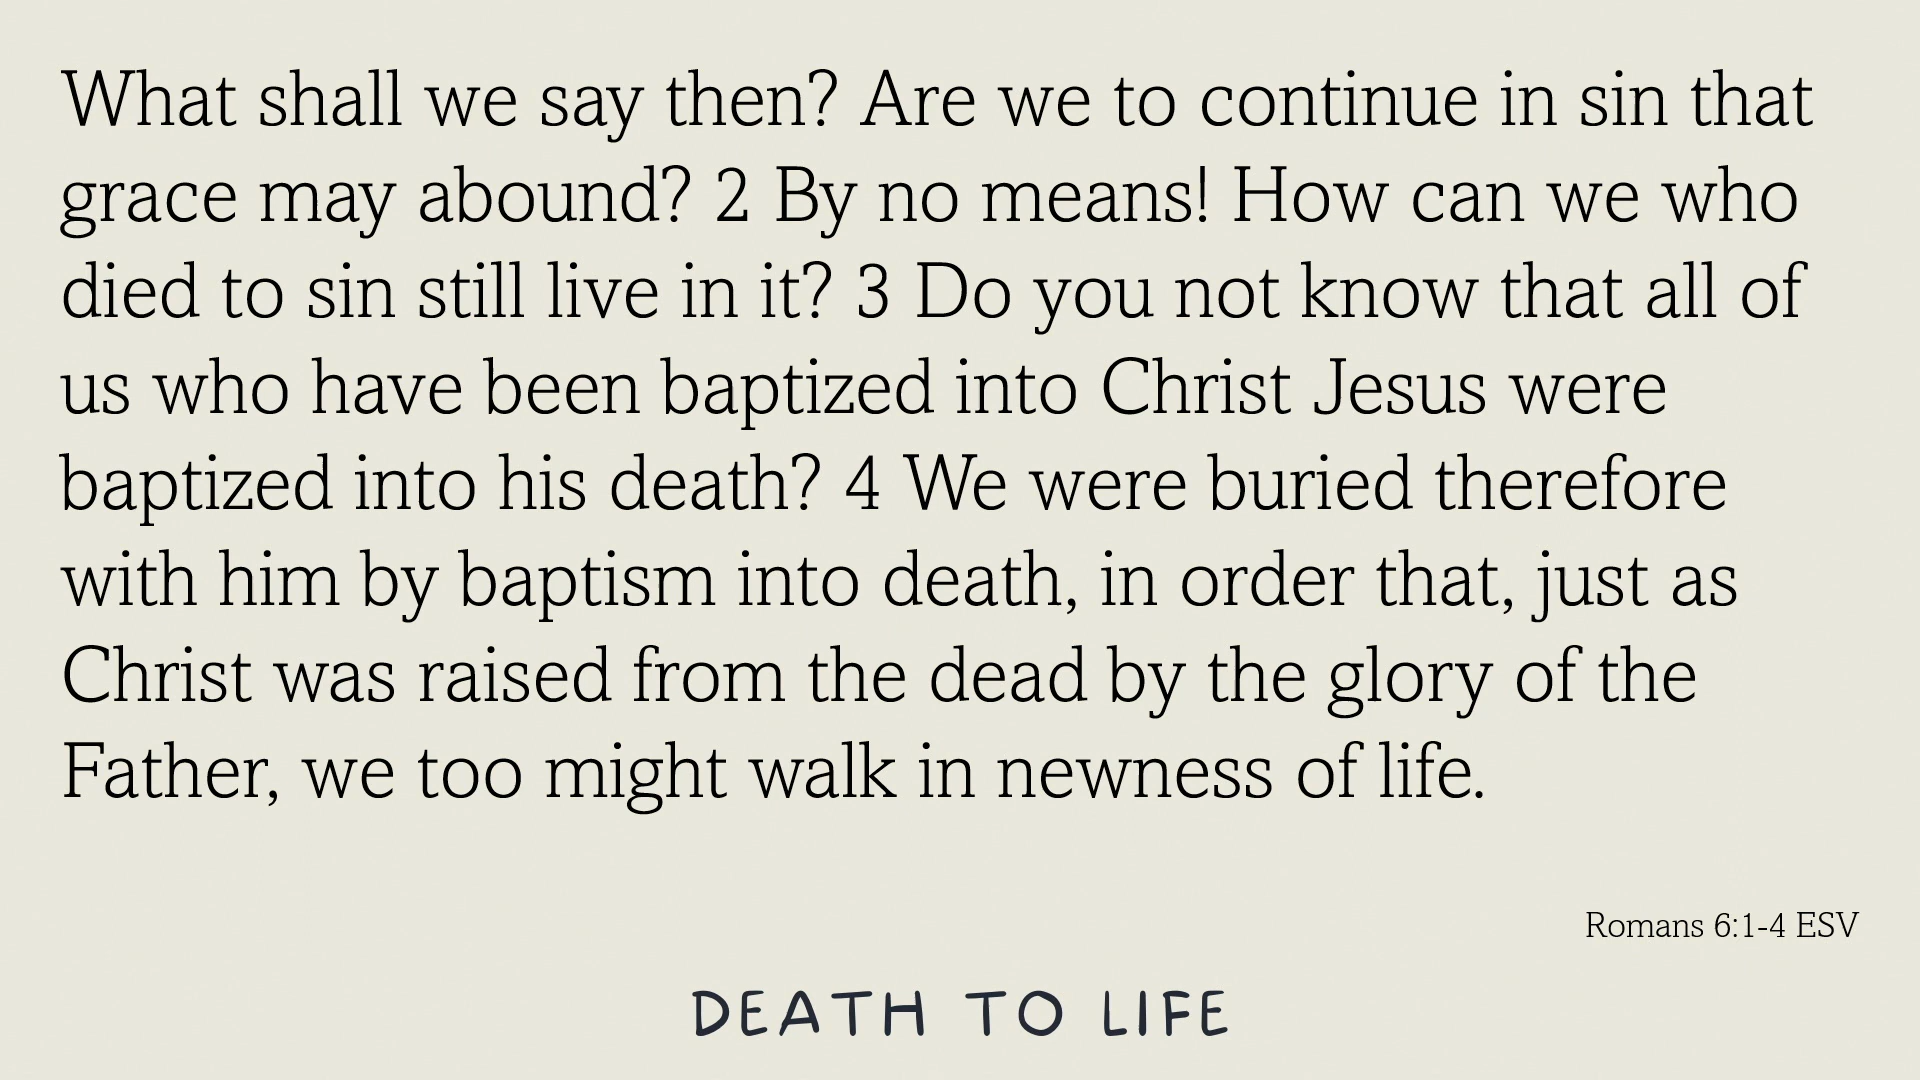 What shall we say then? Are we to continue in sin that
grace may abound? 2 By no means! How can we who
died to sin still live in it? 3 Do you not know that all of
us who have been baptized into Christ Jesus were
baptized into his death? 4 We were buried therefore
with him by baptism into death, in order that, just as
Christ was raised from the dead by the glory of the
Father, we too might walk in newness of life.
Romans 6:1-4 ESV
DEATH TO LIFE